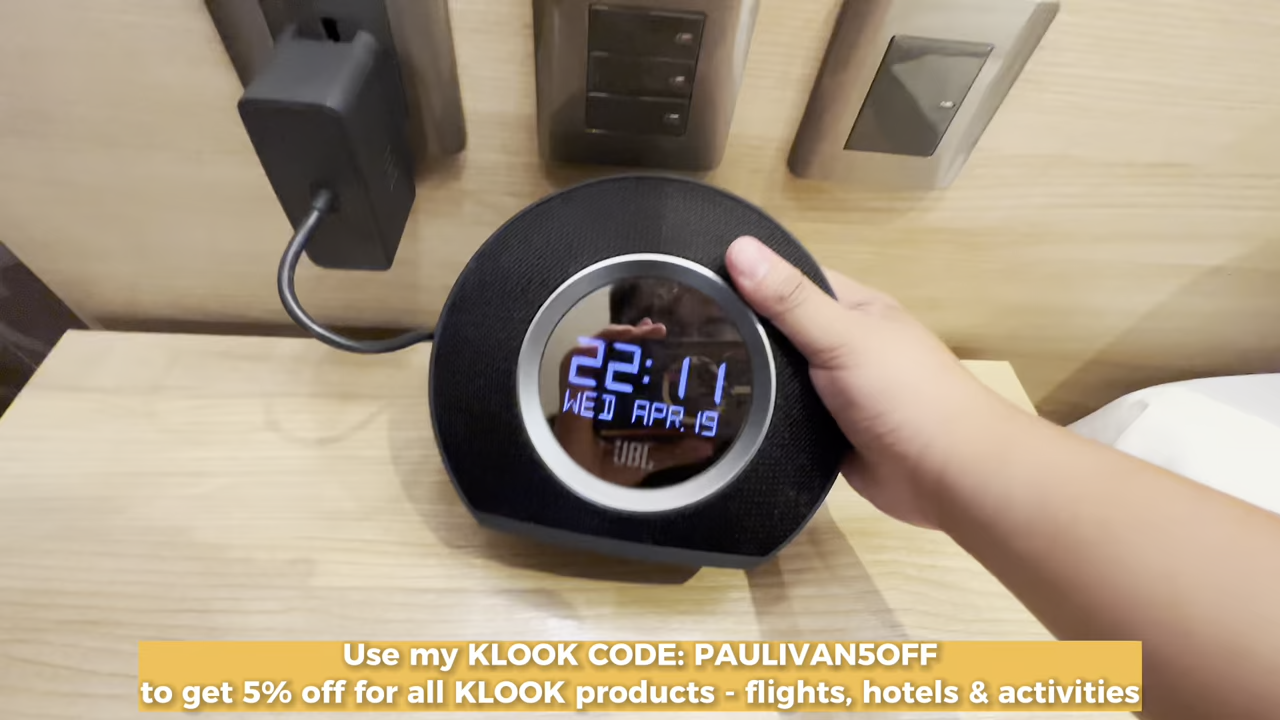 22:11
WED APR.19
JBL
Use my KLOOK CODE: PAULIVAN5OFF
to get 5% off for all KLOOK products - flights, hotels & activities